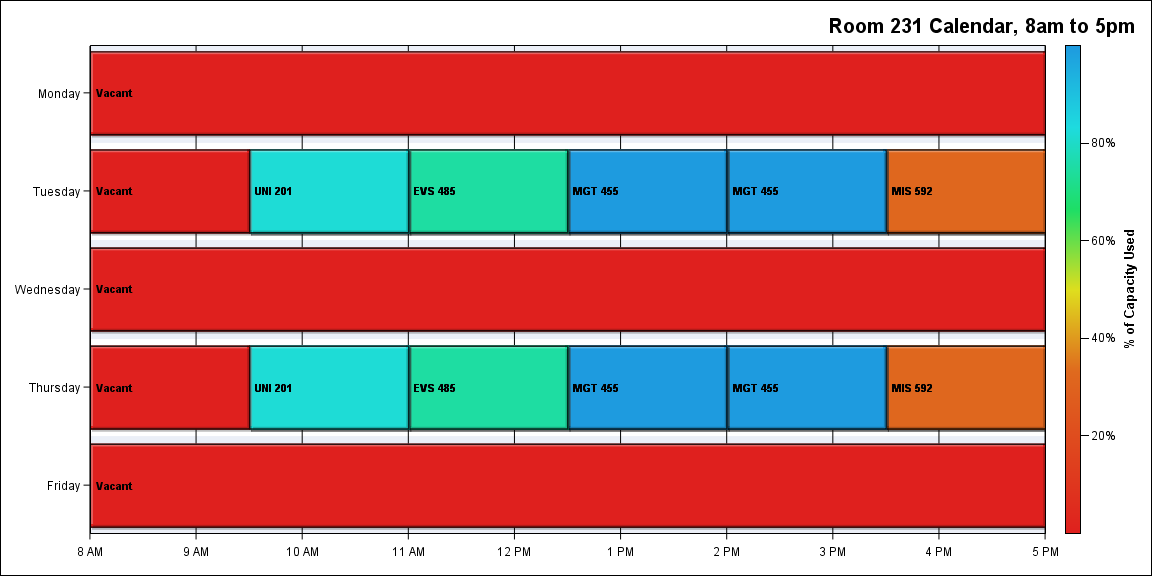 Room 231 Calendar, 8am to 5pm
Monday
Vacant
Tuesday
Vacant
UNI 201
EVS 485
MGT 455
MGT 455
MIS 592
Wednesday
Vacant
Thursday
Vacant
UNI 201
EVS 485
MGT 455
MGT 455
MIS 592
Friday
Vacant
8 AM
9 AM
10 AM
11 AM
12 PM
1 PM
2 PM
3 PM
4 PM
5 PM
80%
60%
40%
20%
% of Capacity Used